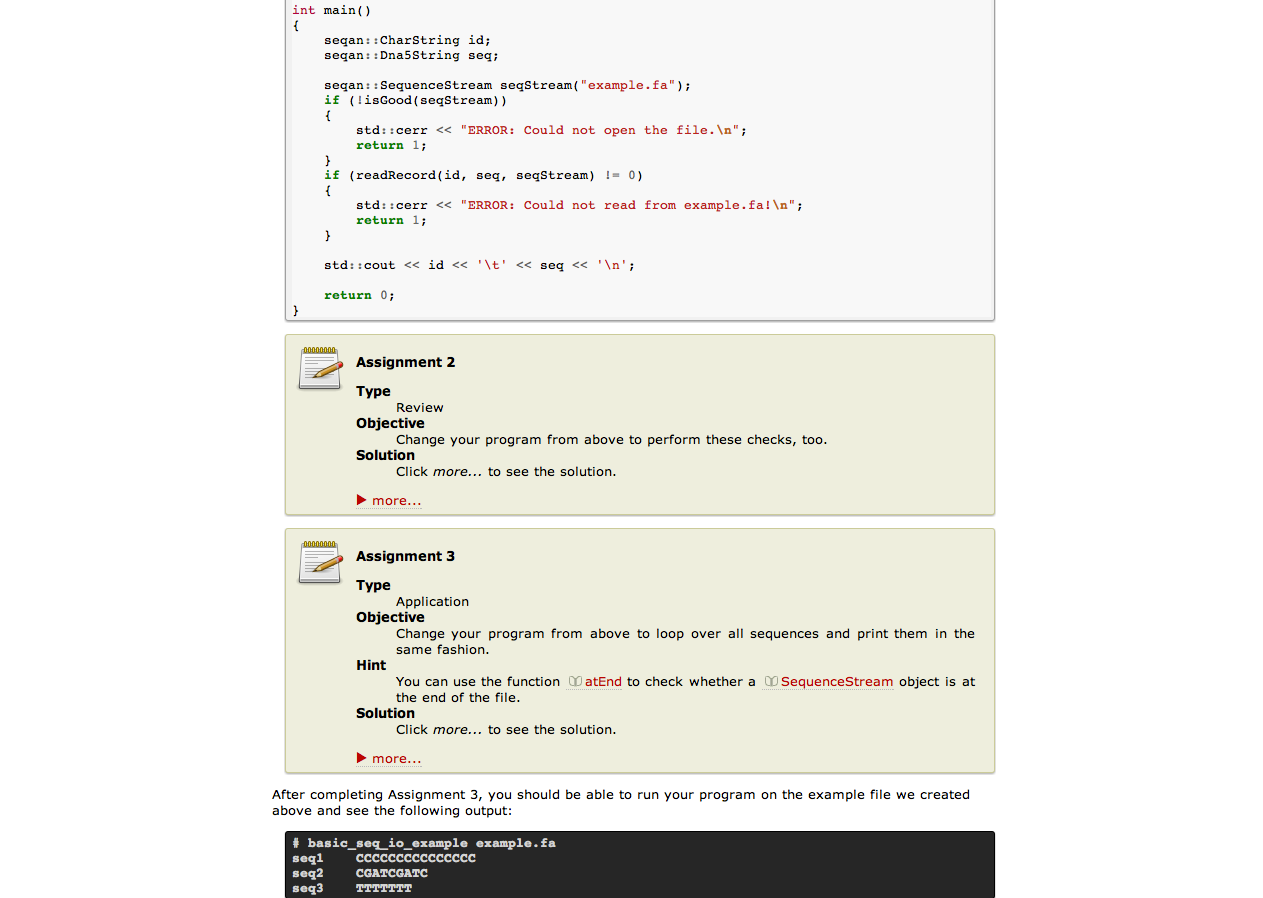 int main()
{
    seqan::CharString id;
    seqan::Dna5String seq;

    seqan::SequenceStream seqStream("example.fa");
    if (!isGood(seqStream))
    {
        std::cerr << "ERROR: Could not open the file.\n";
        return 1;
    }
    if (readRecord(id, seq, seqStream) != 0)
    {
        std::cerr << "ERROR: Could not read from example.fa!\n";
        return 1;
    }

    std::cout << id << '\t' << seq << '\n';

    return 0;
}
Assignment 2
Type
Review
Objective
Change your program from above to perform these checks, too.
Solution
Click more... to see the solution.
more...
Assignment 3
Type
Application
Objective
Change your program from above to loop over all sequences and print them in the
same fashion.
Hint
You can use the function atEnd to check whether a SequenceStream object is at
the end of the file.
Solution
Click more... to see the solution.
more...
After completing Assignment 3, you should be able to run your program on the example file we created
above and see the following output:
# basic_seq_io_example example.fa
seq1    CCCCCCCCCCCCCCC
seq2    CGATCGATC
seq3    TTTTTTT